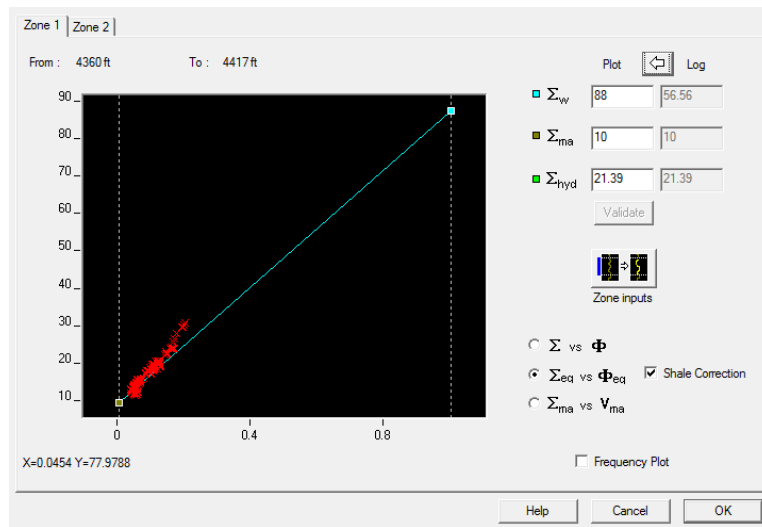 Zone 1 Zone 2
From : 4360 ft To : 4417 ft
Plot Log
Σw 88 56.56
Σma 10 10
Σhyd 21.39 21.39
Validate
Zone inputs
90
80
70
60
50
40
30
20
10
0 0.4 0.8
Σ vs Φ
Σeq vs Φeq Shale Correction
Σma vs Vma
X=0.0454 Y=77.9788
Frequency Plot
Help Cancel OK